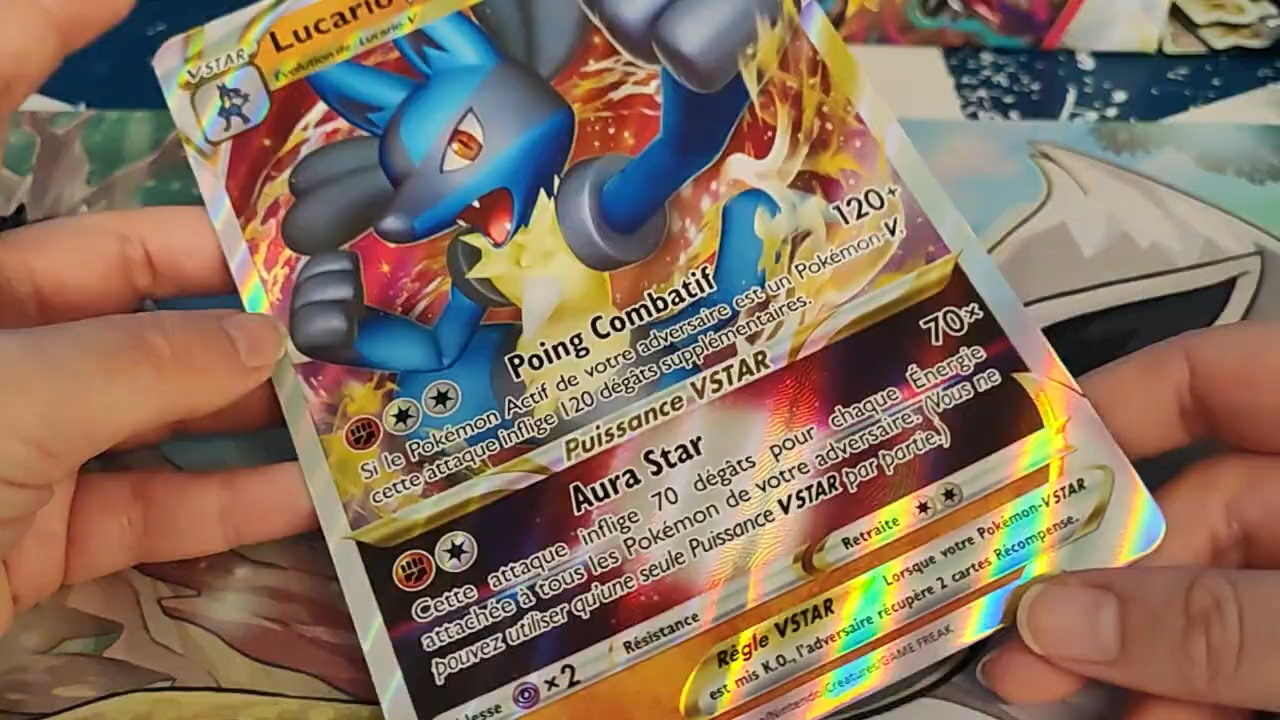 VSTAR
Lucario
Évolution de Lucario-V
Poing Combatif 120+
Si le Pokémon Actif de votre adversaire est un Pokémon-V,
cette attaque inflige 120 dégâts supplémentaires.
Puissance VSTAR
Aura Star 70×
Cette attaque inflige 70 dégâts pour chaque Énergie
attachée à tous les Pokémon de votre adversaire. (Vous ne
pouvez utiliser qu'une seule Puissance VSTAR par partie.)
×2 Résistance Retraite
Règle VSTAR Lorsque votre Pokémon-VSTAR
est mis K.O., l'adversaire récupère 2 cartes Récompense.
/Nintendo/Creatures/GAME FREAK